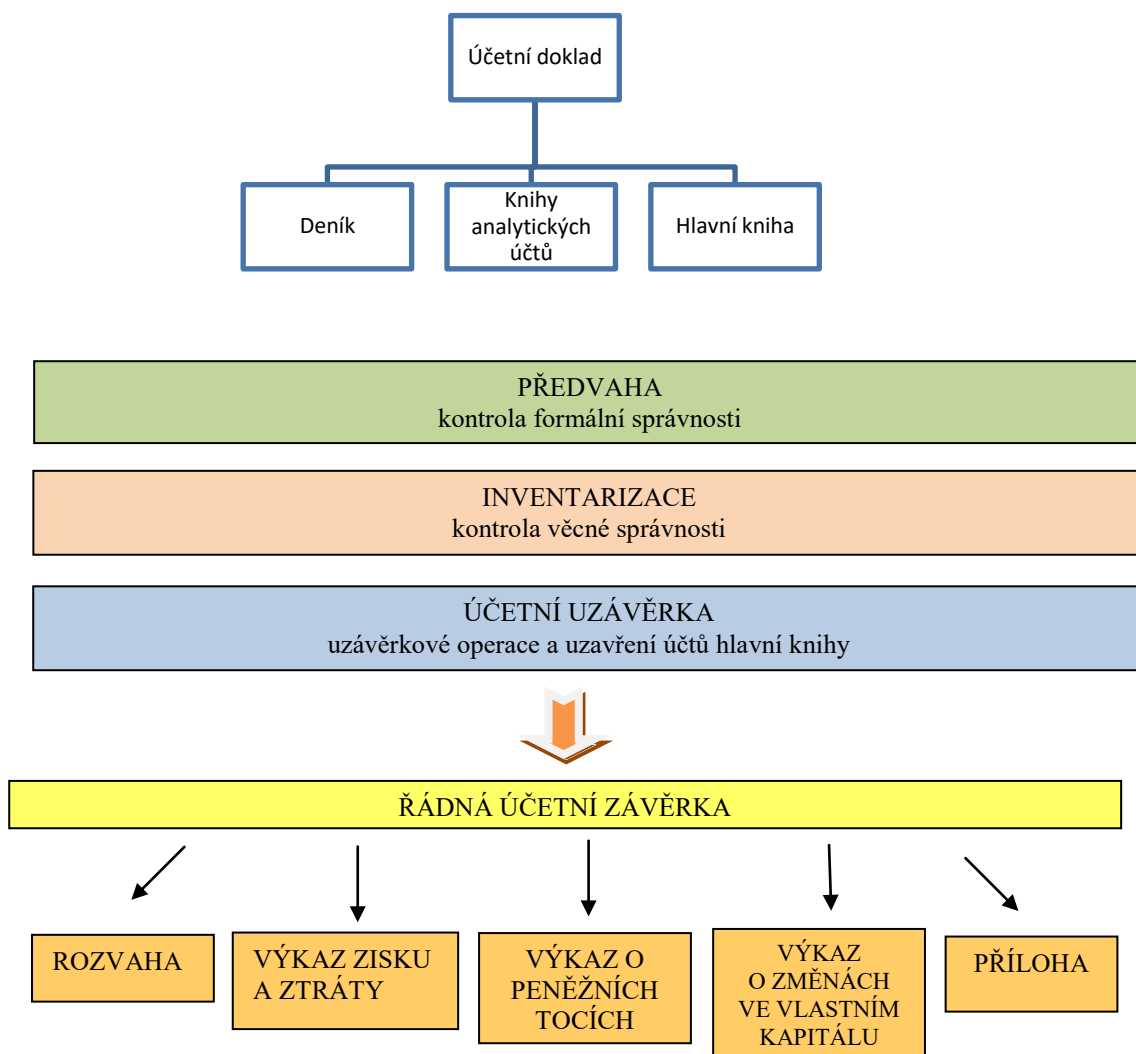 Účetní doklad
Deník
Knihy
analytických
účtů
Hlavní kniha
PŘEDVAHA
kontrola formální správnosti
INVENTARIZACE
kontrola věcné správnosti
ÚČETNÍ UZÁVĚRKA
uzávěrkové operace a uzavření účtů hlavní knihy
ŘÁDNÁ ÚČETNÍ ZÁVĚRKA
ROZVAHA
VÝKAZ ZISKU
A ZTRÁTY
VÝKAZ O
PENĚŽNÍCH
TOCÍCH
VÝKAZ
O ZMĚNÁCH
VE VLASTNÍM
KAPITÁLU
PŘÍLOHA